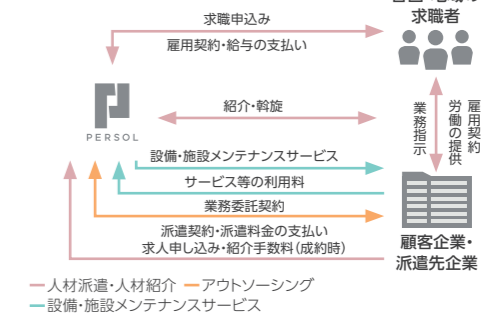 求職者
求職申込み
雇用契約・給与の支払い
紹介・斡旋
PERSOL
雇用契約
労働の提供
業務指示
設備・施設メンテナンスサービス
サービス等の利用料
業務委託契約
派遣契約・派遣料金の支払い
求人申し込み・紹介手数料(成約時)
顧客企業・
派遣先企業
人材派遣・人材紹介 アウトソーシング
設備・施設メンテナンスサービス